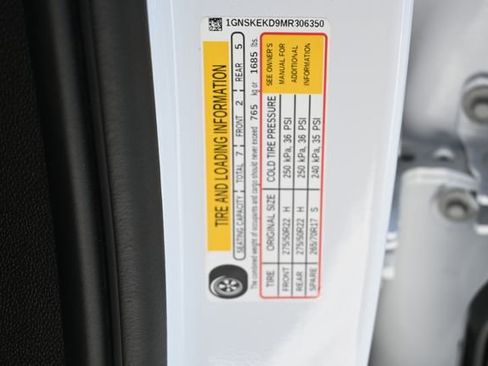 1GNSKEKD9MR306350
TIRE AND LOADING INFORMATION
SEATING CAPACITY TOTAL 7 FRONT 2 REAR 5
The combined weight of occupants and cargo should never exceed 765 kg or 1685 lbs.
TIRE ORIGINAL SIZE COLD TIRE PRESSURE
FRONT 275/50R22 H 250 kPa, 36 PSI
REAR 275/50R22 H 250 kPa, 36 PSI
SPARE 265/70R17 S 240 kPa, 35 PSI
SEE OWNER'S
MANUAL FOR
ADDITIONAL
INFORMATION